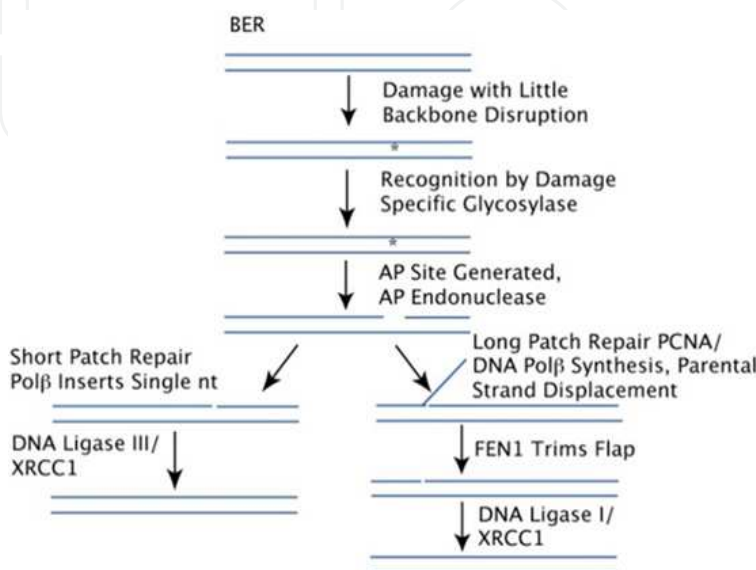 BER
Damage with Little
Backbone Disruption
*
Recognition by Damage
Specific Glycosylase
*
AP Site Generated,
AP Endonuclease
Short Patch Repair
Polβ Inserts Single nt
Long Patch Repair PCNA/
DNA Polβ Synthesis, Parental
Strand Displacement
DNA Ligase III/
XRCC1
FEN1 Trims Flap
DNA Ligase I/
XRCC1